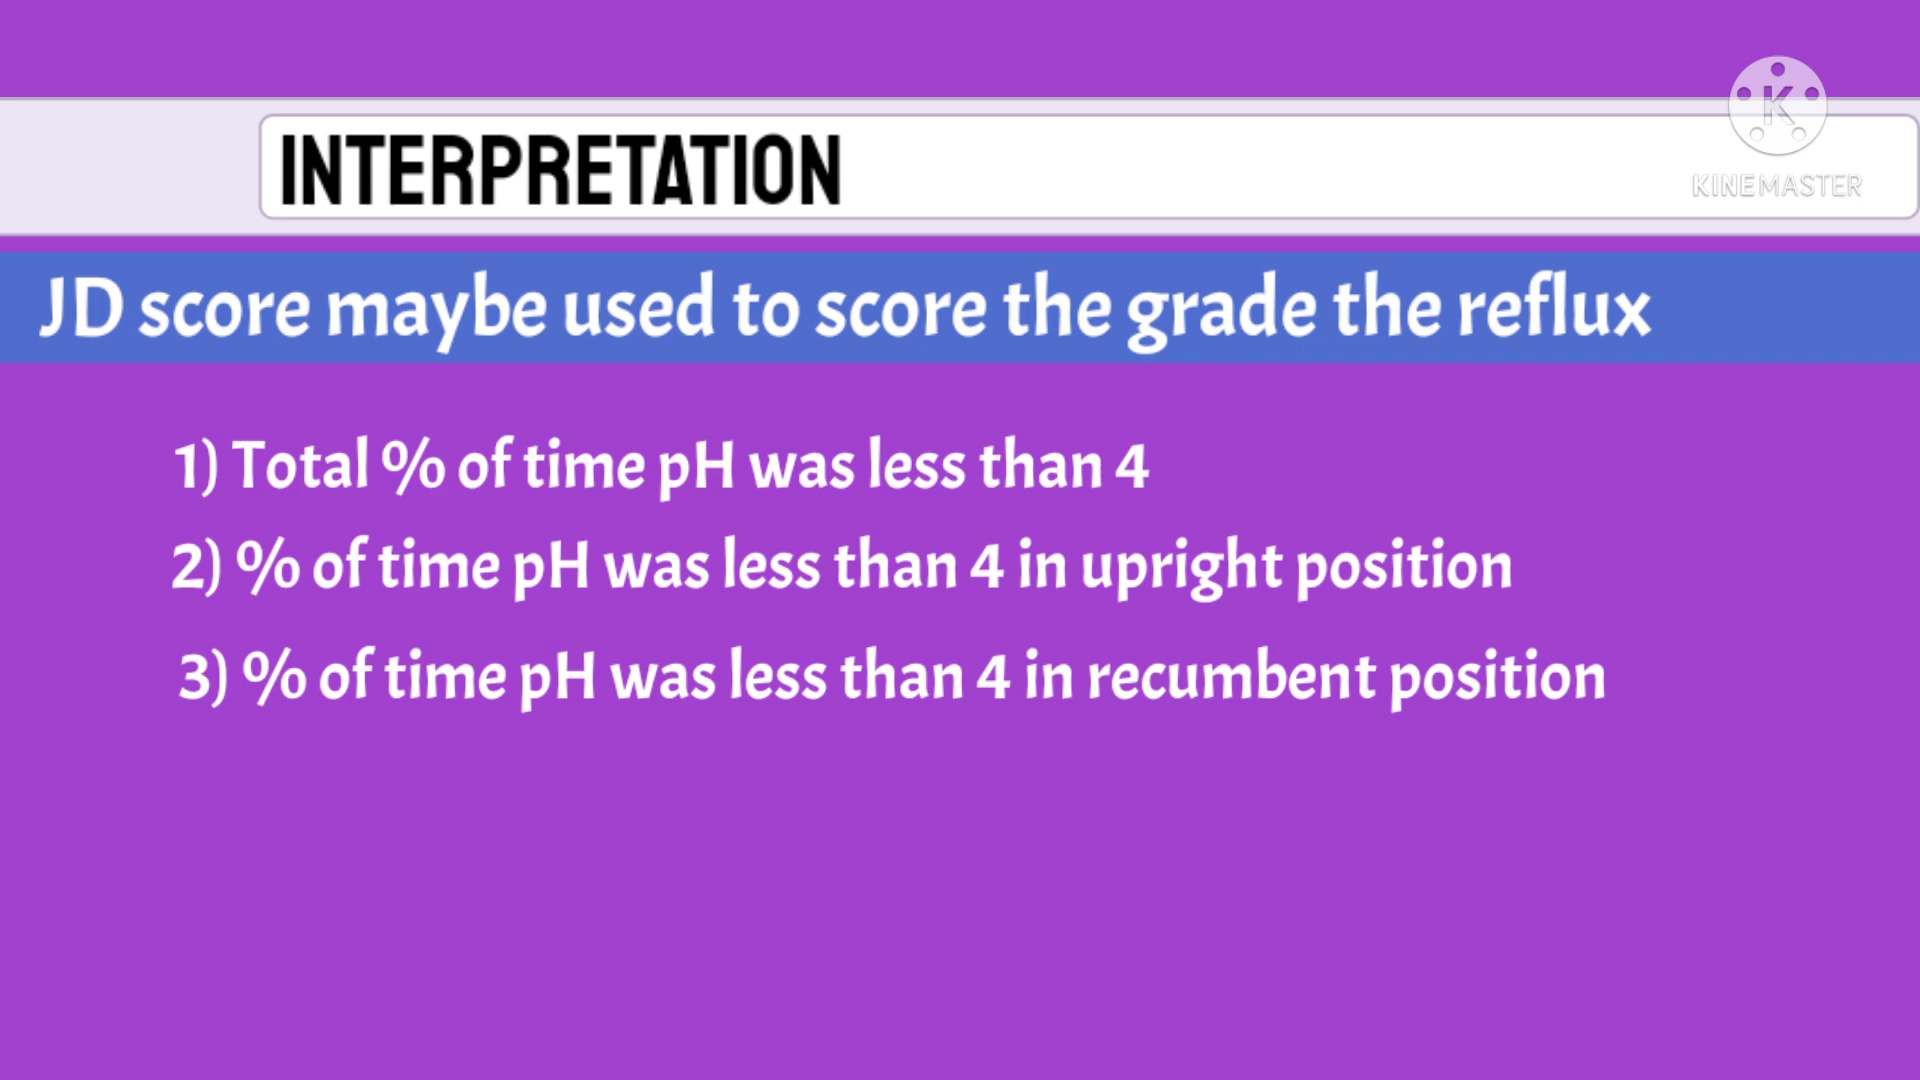 K
KINEMASTER
INTERPRETATION
JD score maybe used to score the grade the reflux
1) Total % of time pH was less than 4
2) % of time pH was less than 4 in upright position
3) % of time pH was less than 4 in recumbent position